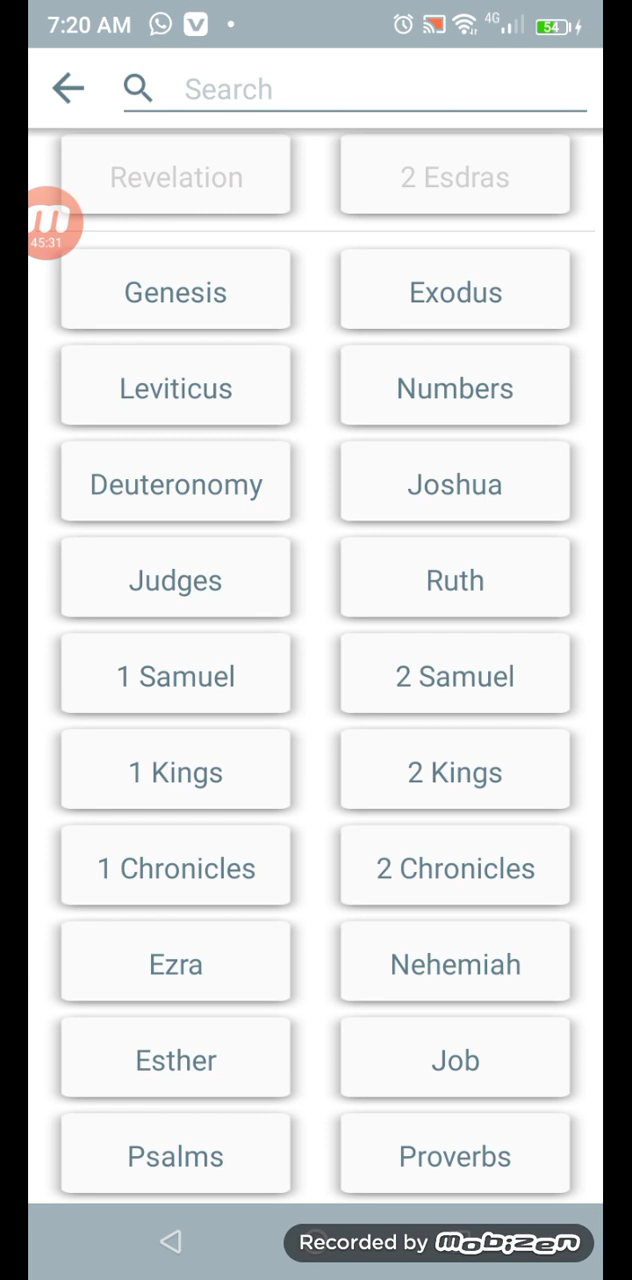 7:20 AM
4G
54
Search
Revelation
2 Esdras
45:31
Genesis
Exodus
Leviticus
Numbers
Deuteronomy
Joshua
Judges
Ruth
1 Samuel
2 Samuel
1 Kings
2 Kings
1 Chronicles
2 Chronicles
Ezra
Nehemiah
Esther
Job
Psalms
Proverbs
Recorded by mobizen